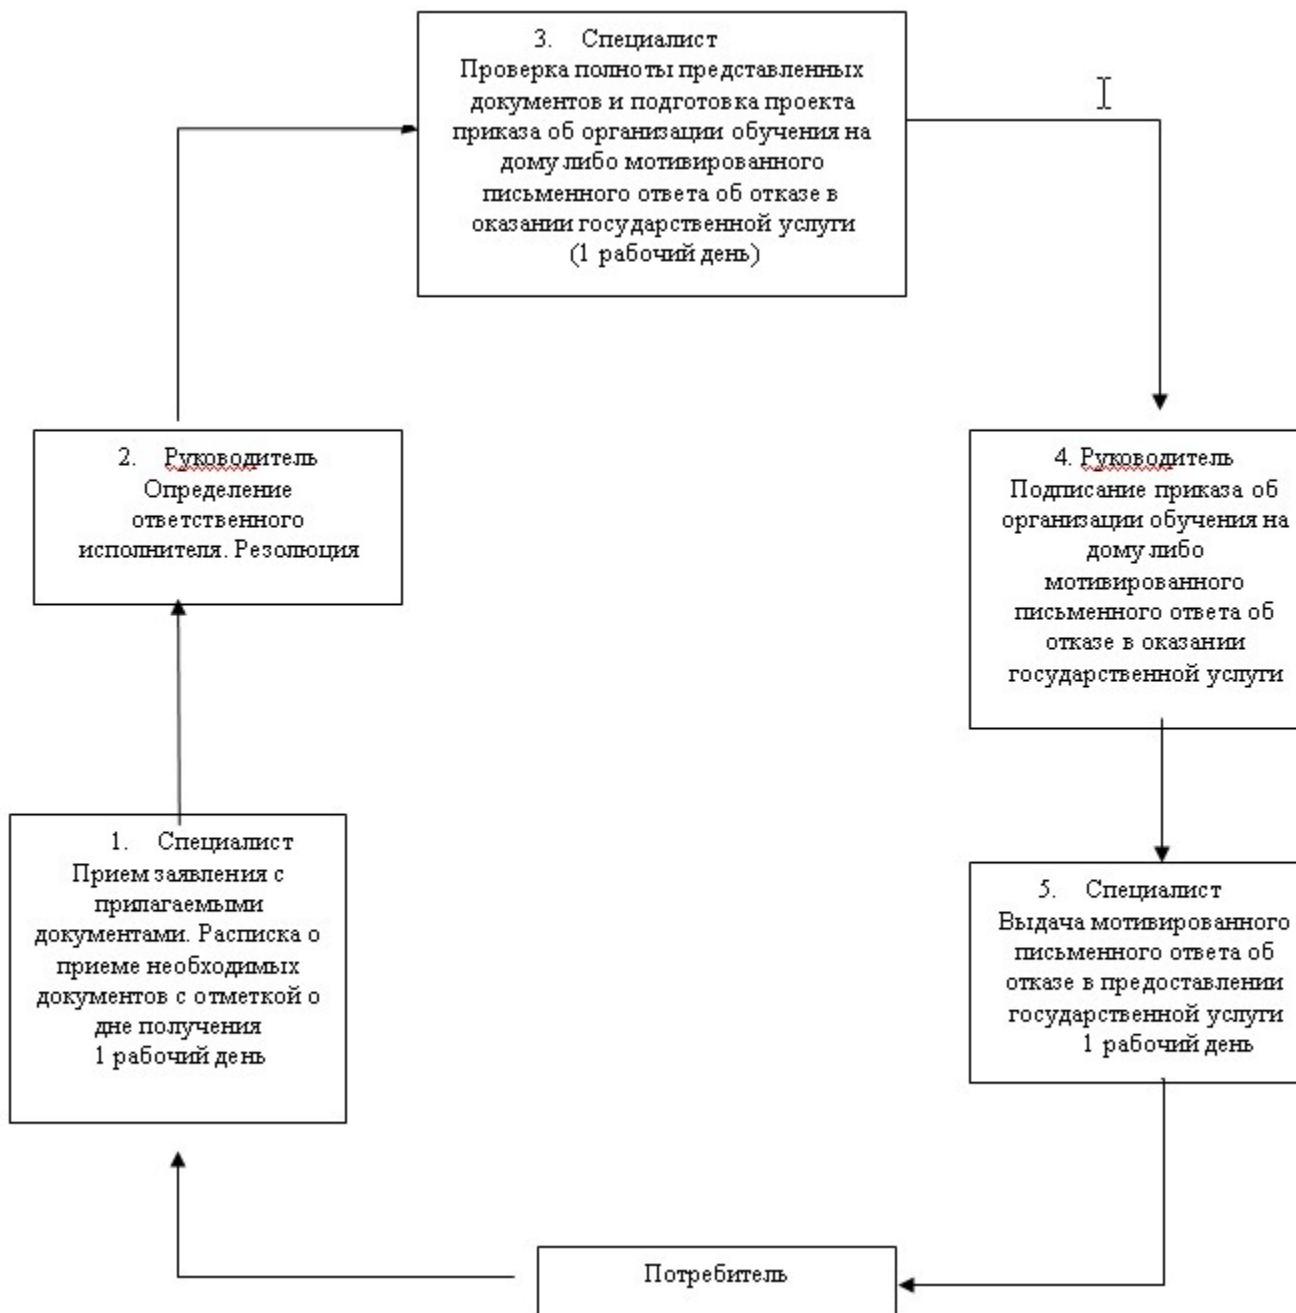 3. Специалист
Проверка полноты представленных
документов и подготовка проекта
приказа об организации обучения на
дому либо мотивированного
письменного ответа об отказе в
оказании государственной услуги
(1 рабочий день)
2. Руководитель
Определение
ответственного
исполнителя. Резолюция
4. Руководитель
Подписание приказа об
организации обучения на
дому либо
мотивированного
письменного ответа об
отказе в оказании
государственной услуги
1. Специалист
Прием заявления с
прилагаемыми
документами. Расписка о
приеме необходимых
документов с отметкой о
дне получения
1 рабочий день
5. Специалист
Выдача мотивированного
письменного ответа об
отказе в предоставлении
государственной услуги
1 рабочий день
Потребитель